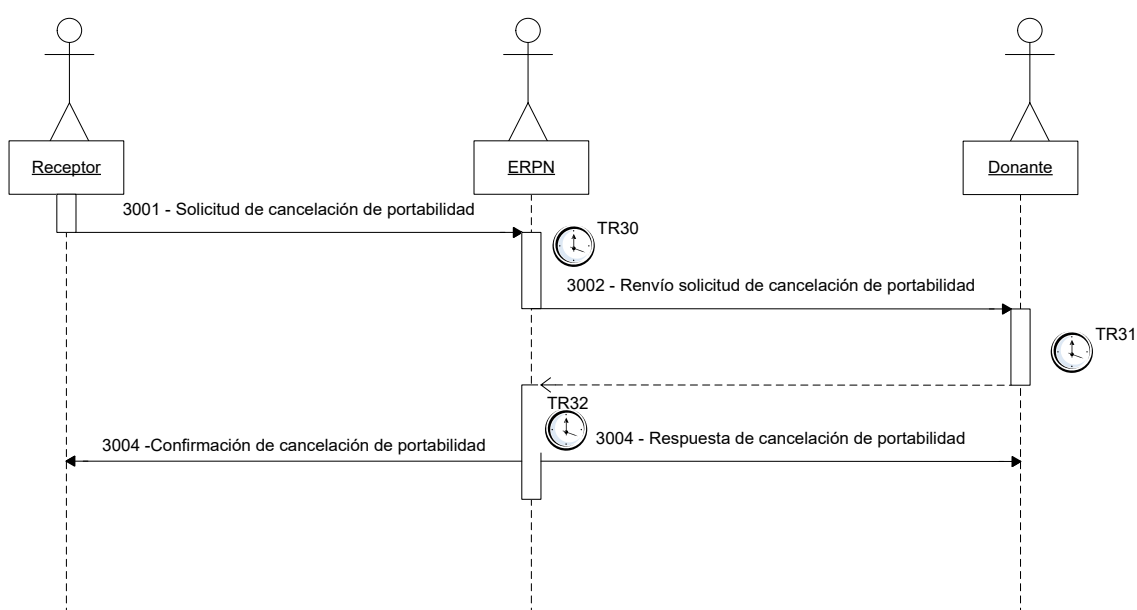 Receptor
ERPN
Donante
3001 - Solicitud de cancelación de portabilidad
TR30
3002 - Renvío solicitud de cancelación de portabilidad
TR31
TR32
3004 -Confirmación de cancelación de portabilidad
3004 - Respuesta de cancelación de portabilidad